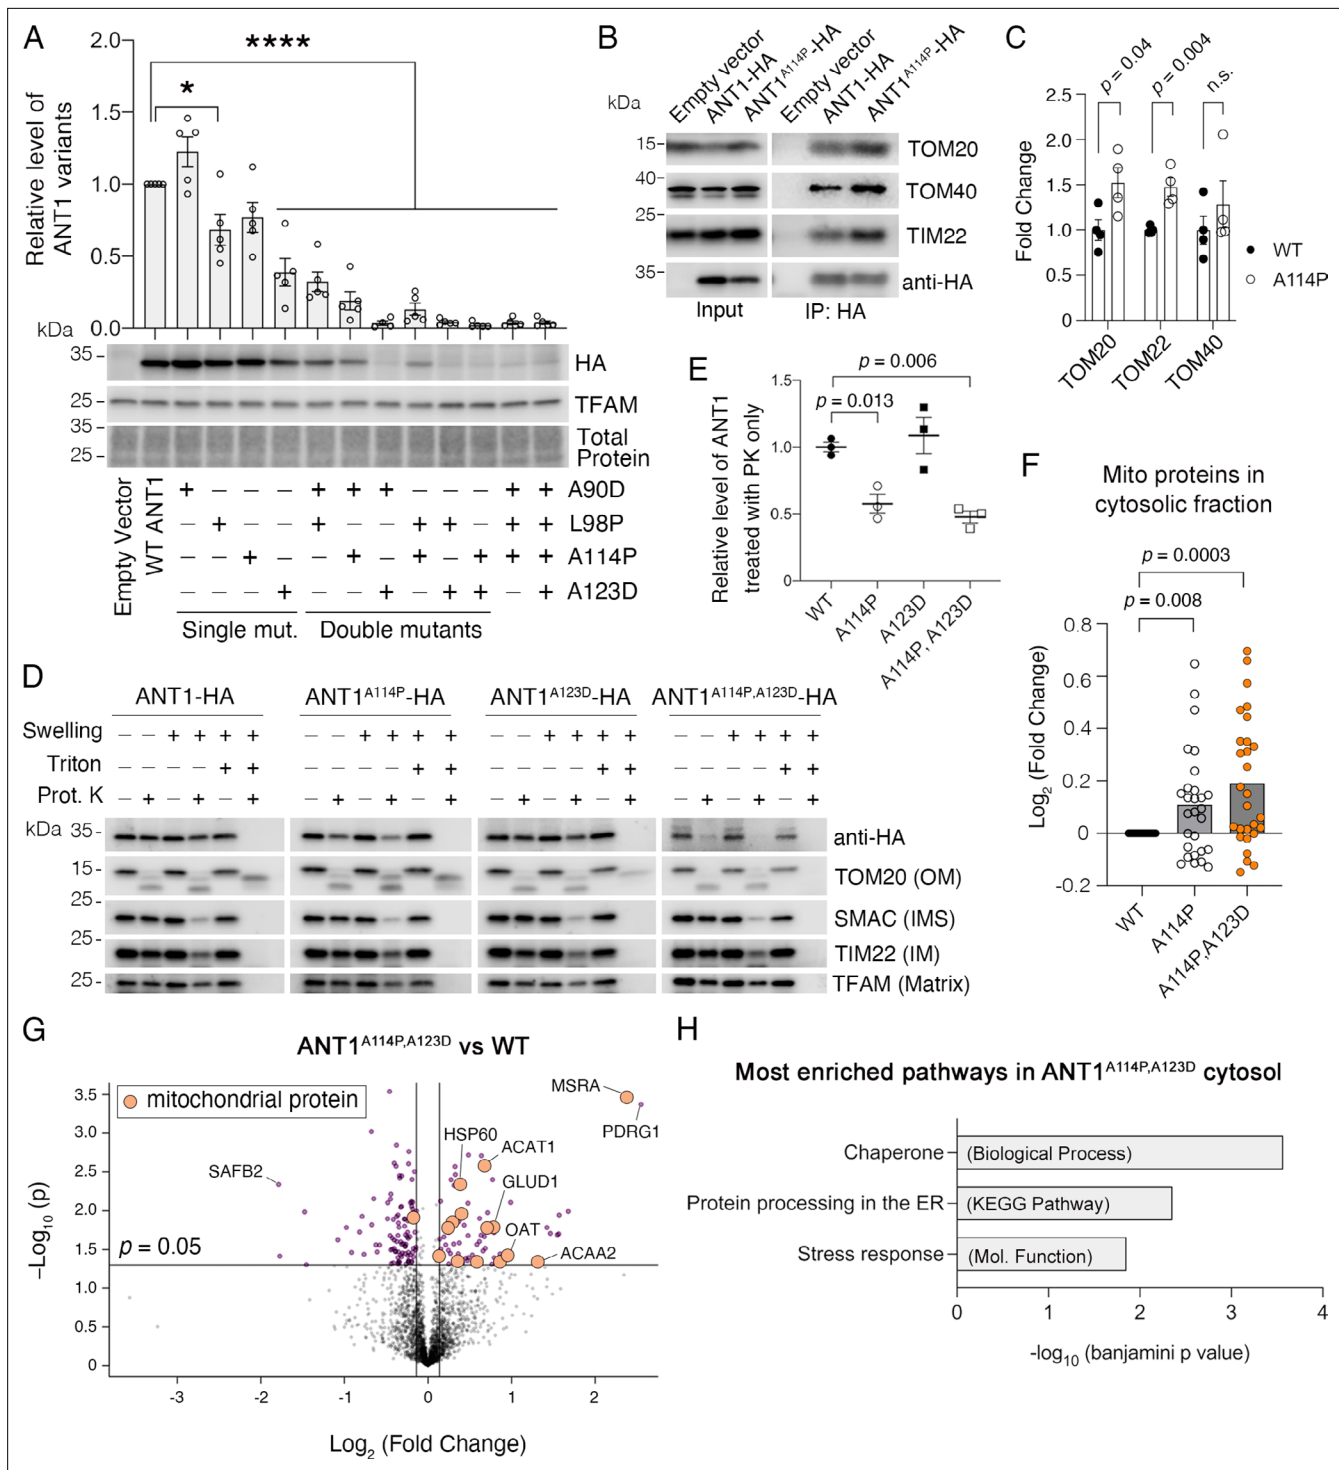 A
Relative level of
ANT1 variants
2.0
1.5
1.0
0.5
0.0
****
*
kDa
35
HA
25
TFAM
35
25
Total
Protein
Empty Vector
WT ANT1
+ − − − + + + − − − + + A90D
− + − − + − − + + − + + L98P
− − + − − + − + − + + + A114P
− − − + − − + − + + − + A123D
Single mut.
Double mutants
B
kDa
Empty vector
ANT1-HA
ANT1A114P-HA
Empty vector
ANT1-HA
ANT1A114P-HA
15
TOM20
40
TOM40
25
TIM22
35
anti-HA
Input
IP: HA
C
Fold Change
2.5
2.0
1.5
1.0
0.5
0
p = 0.04
p = 0.004
n.s.
WT
A114P
TOM20
TOM22
TOM40
D
ANT1-HA
ANT1A114P-HA
ANT1A123D-HA
ANT1A114P,A123D-HA
Swelling − − + + + + − − + + + + − − + + + + − − + + + +
Triton − − − − + + − − − − + + − − − − + + − − − − + +
Prot. K − + − + − + − + − + − + − + − + − + − + − + − +
kDa
35
anti-HA
15
TOM20 (OM)
25
SMAC (IMS)
25
TIM22 (IM)
25
TFAM (Matrix)
E
Relative level of ANT1
treated with PK only
1.5
1.0
0.5
0
p = 0.006
p = 0.013
WT
A114P
A123D
A114P, A123D
F
Mito proteins in
cytosolic fraction
p = 0.0003
p = 0.008
Log2 (Fold Change)
0.8
0.6
0.4
0.2
0
-0.2
WT
A114P
A114P,A123D
G
ANT1A114P,A123D vs WT
mitochondrial protein
−Log10 (p)
3.5
3.0
2.5
2.0
1.5
1.0
0.5
0
MSRA
PDRG1
HSP60
ACAT1
SAFB2
GLUD1
OAT
ACAA2
p = 0.05
-3
-2
-1
0
1
2
Log2 (Fold Change)
H
Most enriched pathways in ANT1A114P,A123D cytosol
Chaperone
(Biological Process)
Protein processing in the ER
(KEGG Pathway)
Stress response
(Mol. Function)
0
1
2
3
4
-log10 (banjamini p value)